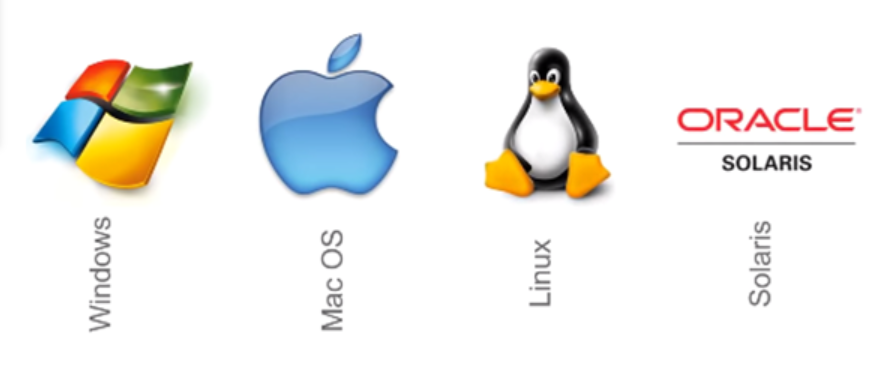 ORACLE®
SOLARIS
Windows
Mac OS
Linux
Solaris